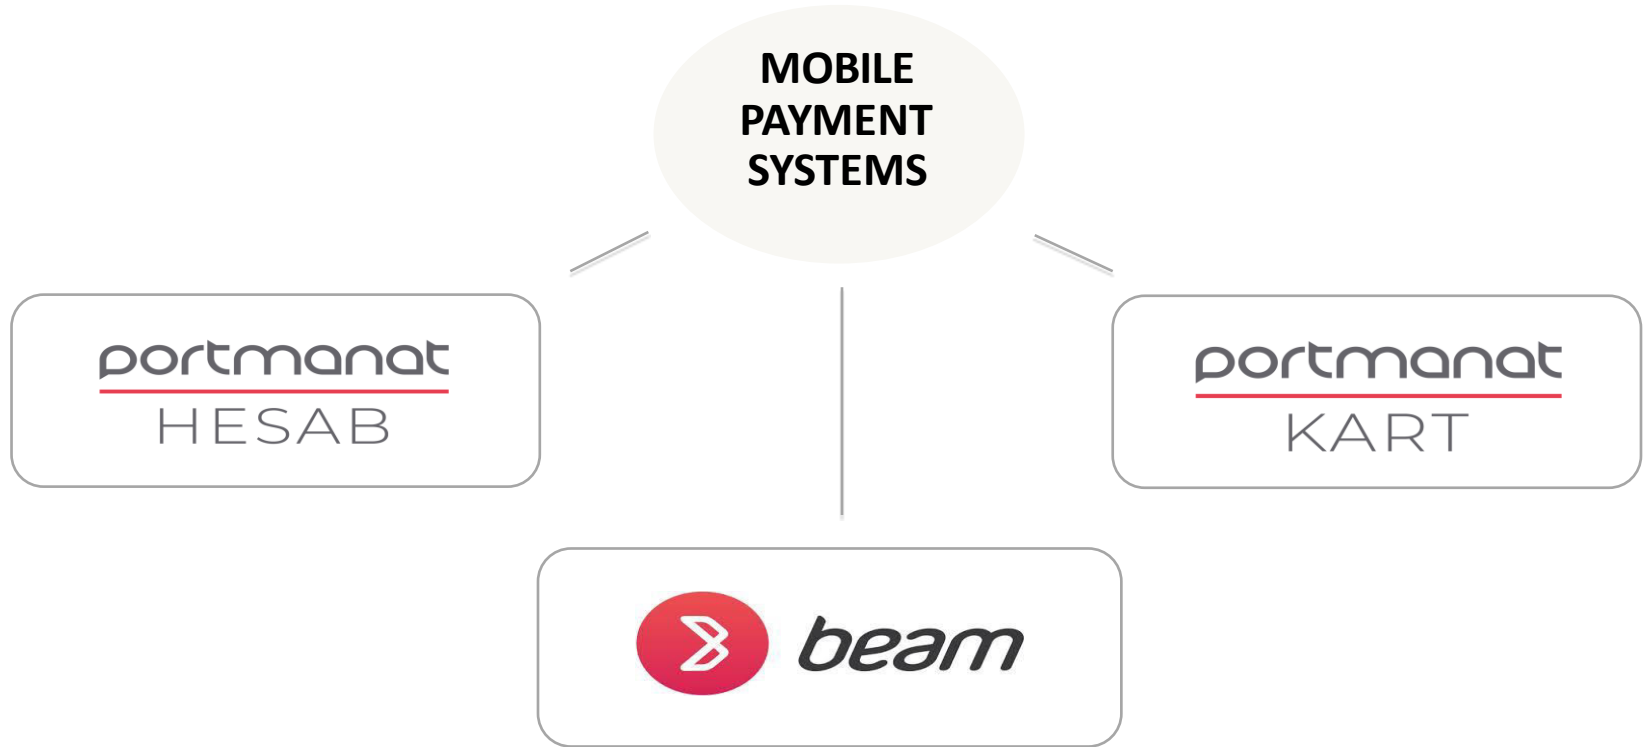 MOBILE
PAYMENT
SYSTEMS
portmanat
HESAB
portmanat
KART
beam